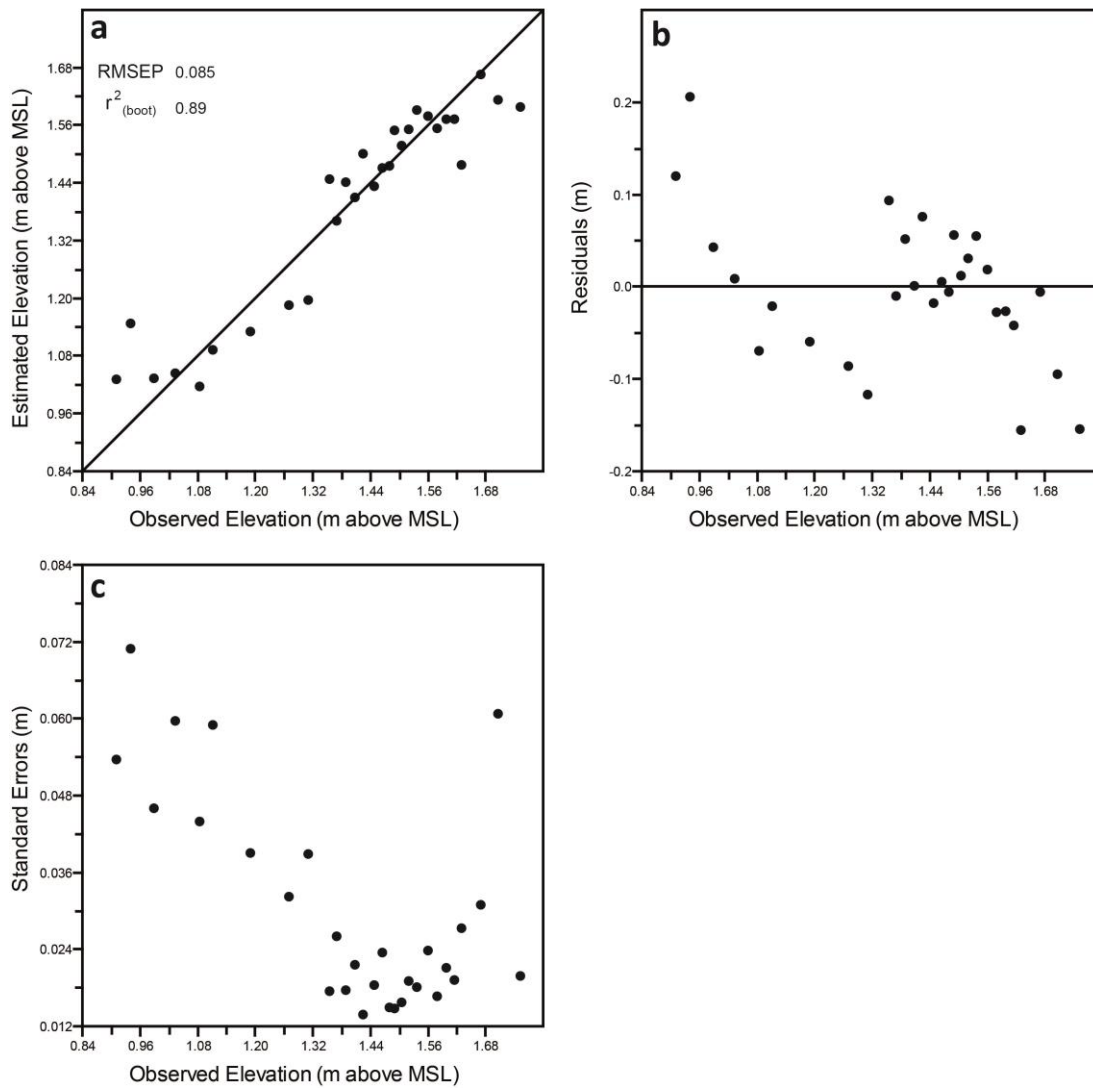 a
RMSEP 0.085
r²(boot) 0.89
Estimated Elevation (m above MSL)
1.68
1.56
1.44
1.32
1.20
1.08
0.96
0.84
0.84 0.96 1.08 1.20 1.32 1.44 1.56 1.68
Observed Elevation (m above MSL)
b
Residuals (m)
0.2
0.1
0.0
-0.1
-0.2
0.84 0.96 1.08 1.20 1.32 1.44 1.56 1.68
Observed Elevation (m above MSL)
c
Standard Errors (m)
0.084
0.072
0.060
0.048
0.036
0.024
0.012
0.84 0.96 1.08 1.20 1.32 1.44 1.56 1.68
Observed Elevation (m above MSL)